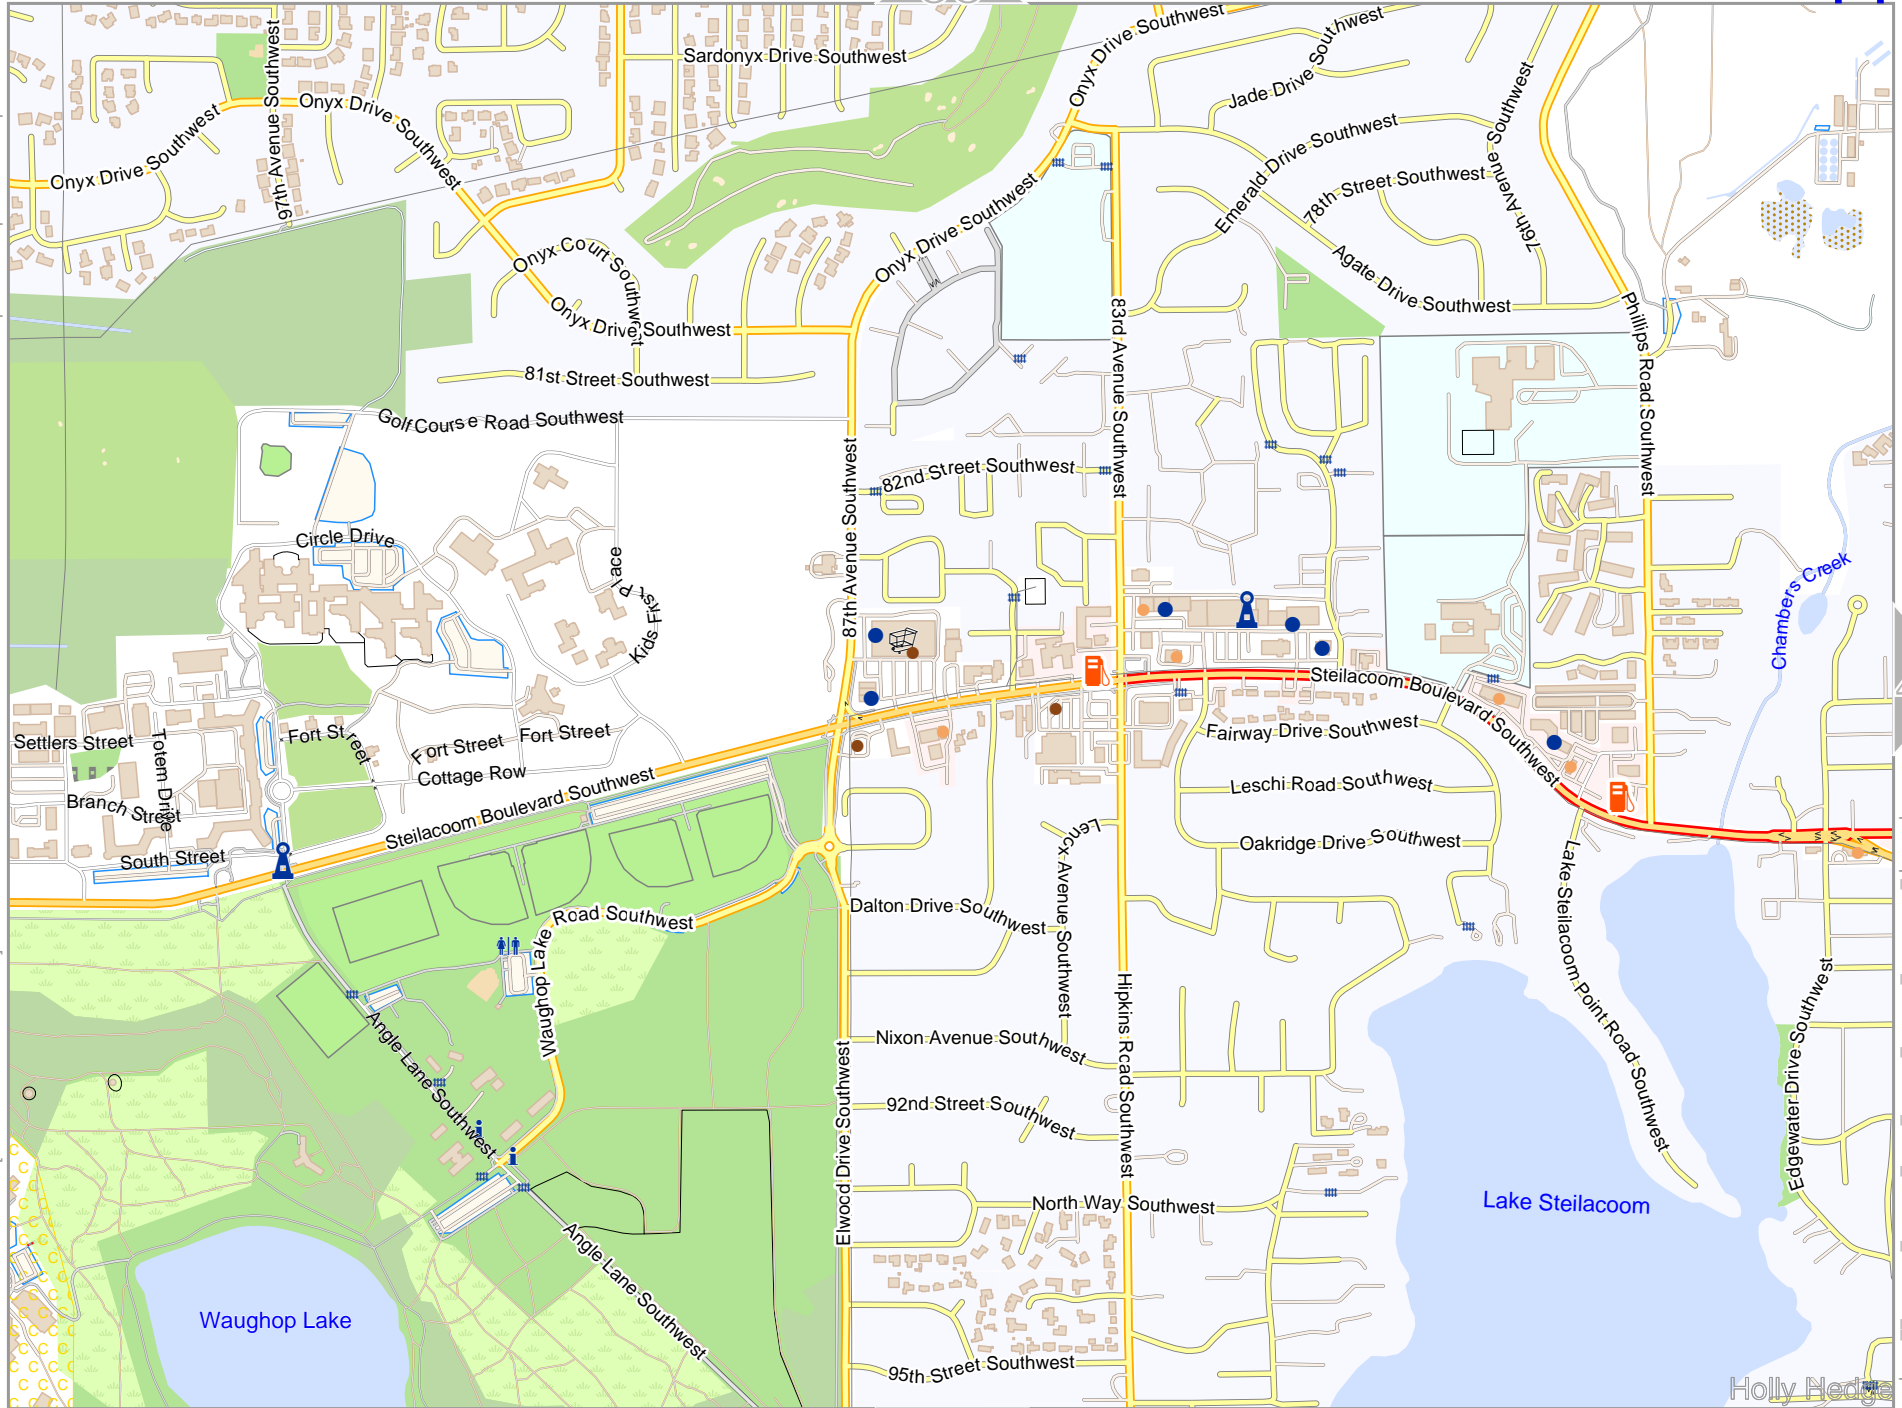 Sardonyx Drive Southwest
Onyx Drive Southwest
Jade Drive Southwest
97th Avenue Southwest
Onyx Drive Southwest
Onyx Drive Southwest
Onyx Drive Southwest
Emerald Drive Southwest
76th Avenue Southwest
78th Street Southwest
Onyx Court Southwest
Agate Drive Southwest
Onyx Drive Southwest
83rd Avenue Southwest
Phillips Road Southwest
81st Street Southwest
Golf Course Road Southwest
87th Avenue Southwest
82nd Street Southwest
Circle Drive
Kids First Place
Chambers Creek
Steilacoom Boulevard Southwest
Settlers Street
Totem Drive
Fort Street
Fort Street
Fort Street
Cottage Row
Branch Street
South Street
Steilacoom Boulevard Southwest
Fairway Drive Southwest
Leschi Road Southwest
Oakridge Drive Southwest
Lenox Avenue Southwest
Lake Steilacoom Point Road Southwest
Waughop Lake Road Southwest
Dalton Drive Southwest
Hipkins Road Southwest
Edgewater Drive Southwest
Angle Lane Southwest
Nixon Avenue Southwest
92nd Street Southwest
Elwood Drive Southwest
North Way Southwest
Lake Steilacoom
Angle Lane Southwest
Waughop Lake
95th Street Southwest
Holly Hedge